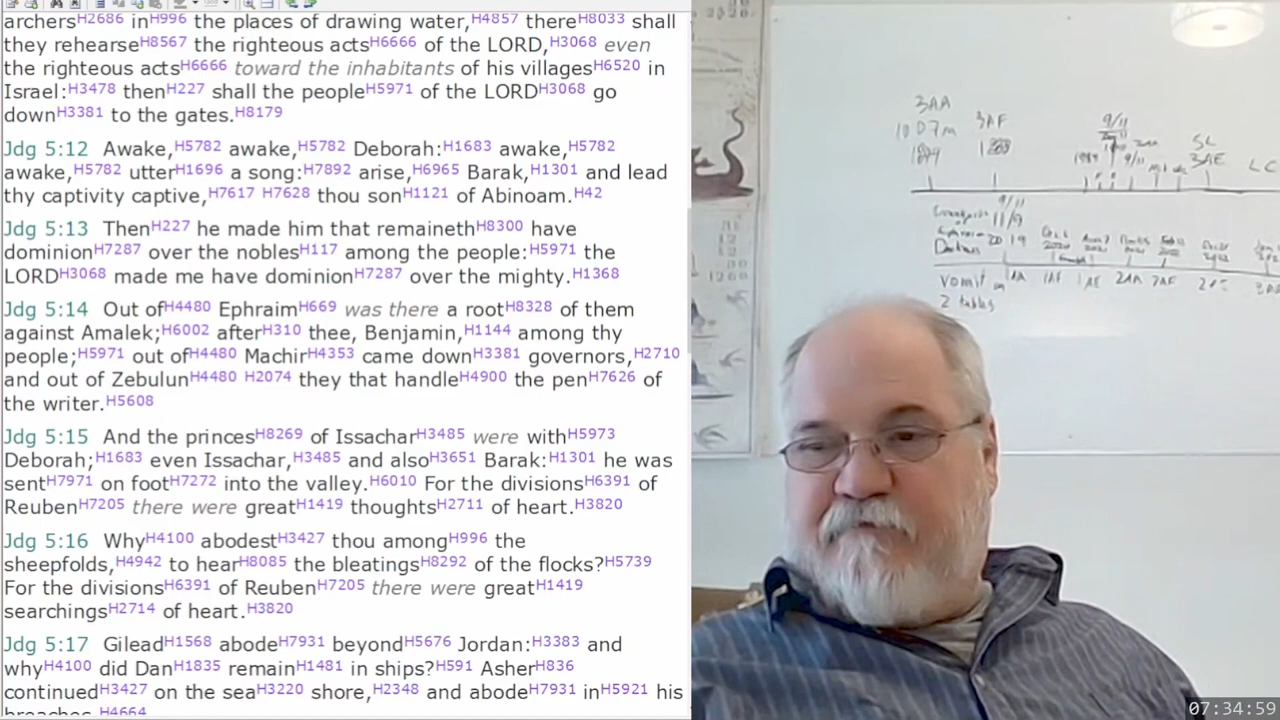 archersH2686 inH996 the places of drawing water,H4857 thereH8033 shall
they rehearseH8567 the righteous actsH6666 of the LORD,H3068 even
the righteous actsH6666 toward the inhabitants of his villagesH6520 in
Israel:H3478 thenH227 shall the peopleH5971 of the LORDH3068 go
downH3381 to the gates.H8179
Jdg 5:12 Awake,H5782 awake,H5782 Deborah:H1683 awake,H5782
awake,H5782 utterH1696 a song:H7892 arise,H6965 Barak,H1301 and lead
thy captivity captive,H7617 H7628 thou sonH1121 of Abinoam.H42
Jdg 5:13 ThenH227 he made him that remainethH8300 have
dominionH7287 over the noblesH117 among the people:H5971 the
LORDH3068 made me have dominionH7287 over the mighty.H1368
Jdg 5:14 Out ofH4480 EphraimH669 was there a rootH8328 of them
against Amalek;H6002 afterH310 thee, Benjamin,H1144 among thy
people;H5971 out ofH4480 MachirH4353 came downH3381 governors,H2710
and out of ZebulunH4480 H2074 they that handleH4900 the penH7626 of
the writer.H5608
Jdg 5:15 And the princesH8269 of IssacharH3485 were withH5973
Deborah;H1683 even Issachar,H3485 and alsoH3651 Barak:H1301 he was
sentH7971 on footH7272 into the valley.H6010 For the divisionsH6391 of
ReubenH7205 there were greatH1419 thoughtsH2711 of heart.H3820
Jdg 5:16 WhyH4100 abodestH3427 thou amongH996 the
sheepfolds,H4942 to hearH8085 the bleatingsH8292 of the flocks?H5739
For the divisionsH6391 of ReubenH7205 there were greatH1419
searchingsH2714 of heart.H3820
Jdg 5:17 GileadH1568 abodeH7931 beyondH5676 Jordan:H3383 and
whyH4100 did DanH1835 remainH1481 in ships?H591 AsherH836
continuedH3427 on the seaH3220 shore,H2348 and abodeH7931 inH5921 his
breaches.H4664
3AA
3AF
9/11
SL
3AE
LC
9/11
11/9
vomit
2 tables
07:34:59